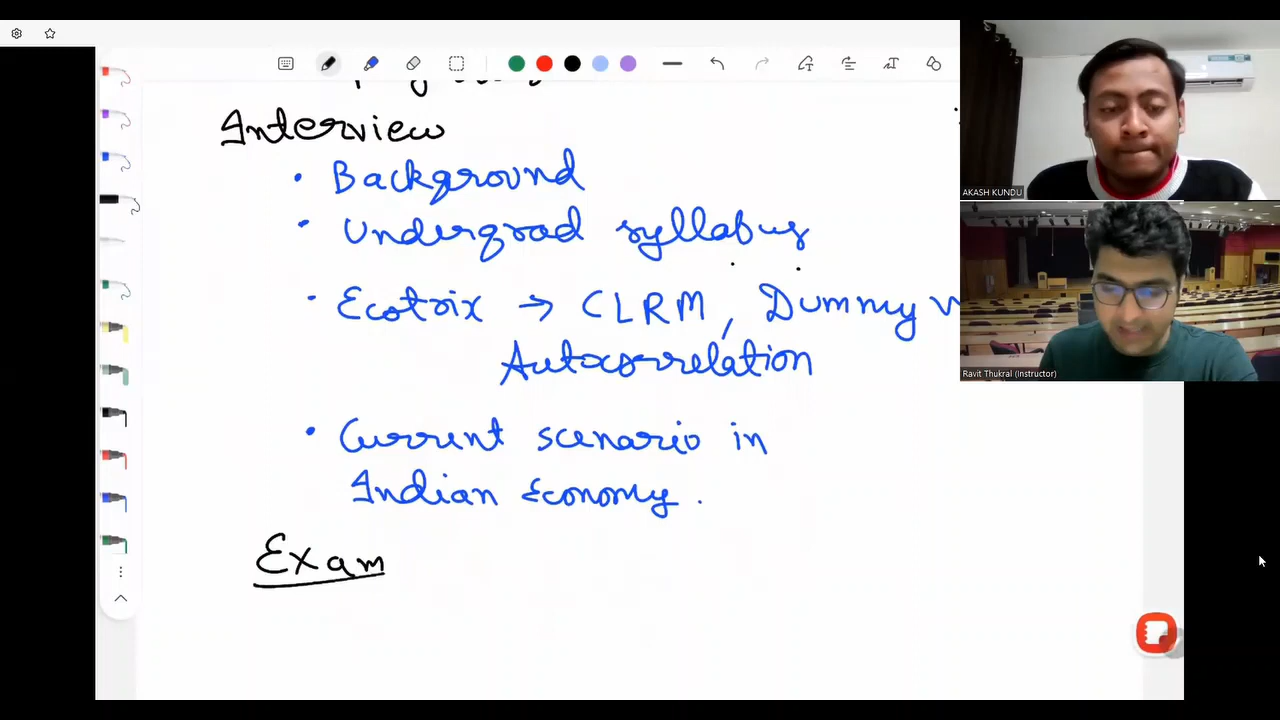 Interview
• Background
• Undergrad syllabus
• Ecotrix → CLRM, Dummy
Autocorrelation
• Current scenario in
Indian Economy.
Exam
AKASH KUNDU
Ravit Thukral (Instructor)